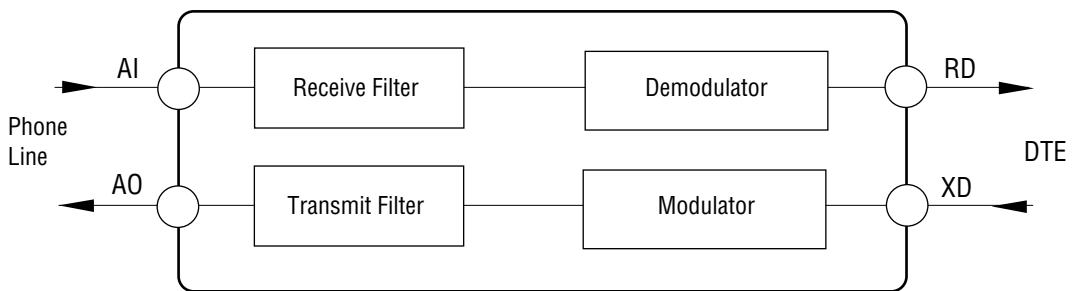 AI
Receive Filter
Demodulator
RD
Phone
Line
DTE
AO
Transmit Filter
Modulator
XD